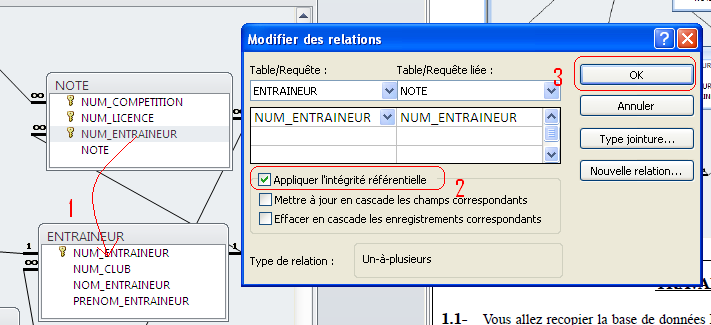 NOTE
NUM_COMPETITION
NUM_LICENCE
NUM_ENTRAINEUR
NOTE
1
ENTRAINEUR
1
1
NUM_ENTRAINEUR
NUM_CLUB
NOM_ENTRAINEUR
PRENOM_ENTRAINEUR
Modifier des relations
Table/Requête :
Table/Requête liée :
3
OK
ENTRAINEUR
NOTE
Annuler
NUM_ENTRAINEUR
NUM_ENTRAINEUR
Type jointure...
Appliquer l'intégrité référentielle
2
Nouvelle relation...
Mettre à jour en cascade les champs correspondants
Effacer en cascade les enregistrements correspondants
Type de relation :
Un-à-plusieurs
1.1- Vous allez recopier la base de données